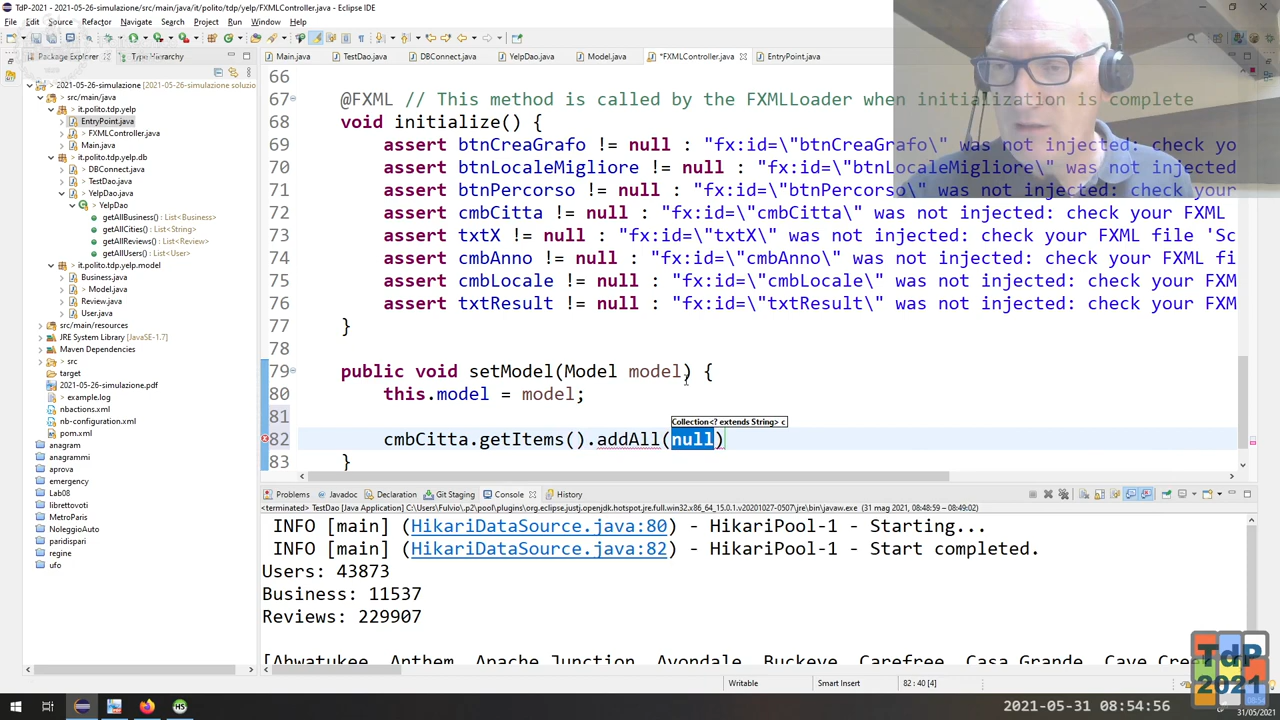 TdP-2021 - 2021-05-26-simulazione/src/main/java/it/polito/tdp/yelp/FXMLController.java - Eclipse IDE
File Edit Source Refactor Navigate Search Project Run Window Help
Package Explorer Type Hierarchy
Main.java TestDao.java DBConnect.java YelpDao.java Model.java *FXMLController.java EntryPoint.java
2021-05-26-simulazione [2021-05-26-simulazione soluzio
src/main/java
it.polito.tdp.yelp
EntryPoint.java
FXMLController.java
Main.java
it.polito.tdp.yelp.db
DBConnect.java
TestDao.java
YelpDao.java
YelpDao
getAllBusiness() : List<Business>
getAllCities() : List<String>
getAllReviews() : List<Review>
getAllUsers() : List<User>
it.polito.tdp.yelp.model
Business.java
Model.java
Review.java
User.java
src/main/resources
JRE System Library [JavaSE-1.7]
Maven Dependencies
src
target
2021-05-26-simulazione.pdf
example.log
nbactions.xml
nb-configuration.xml
pom.xml
anagram
anagrammi
aprova
emergency
Lab08
librettovoti
MetroParis
NoleggioAuto
paridispari
regine
ufo
66
67 @FXML // This method is called by the FXMLLoader when initialization is complete
68 void initialize() {
69 assert btnCreaGrafo != null : "fx:id=\"btnCreaGrafo\" was not injected: check yo
70 assert btnLocaleMigliore != null : "fx:id=\"btnLocaleMigliore\" was not injected
71 assert btnPercorso != null : "fx:id=\"btnPercorso\" was not injected: check your
72 assert cmbCitta != null : "fx:id=\"cmbCitta\" was not injected: check your FXML
73 assert txtX != null : "fx:id=\"txtX\" was not injected: check your FXML file 'Sc
74 assert cmbAnno != null : "fx:id=\"cmbAnno\" was not injected: check your FXML fi
75 assert cmbLocale != null : "fx:id=\"cmbLocale\" was not injected: check your FXM
76 assert txtResult != null : "fx:id=\"txtResult\" was not injected: check your FXM
77 }
78
79 public void setModel(Model model) {
80 this.model = model;
81
Collection<? extends String> c
82 cmbCitta.getItems().addAll(null)
83 }
Problems Javadoc Declaration Git Staging Console History
<terminated> TestDao [Java Application] C:\Users\Fulvio\.p2\pool\plugins\org.eclipse.justj.openjdk.hotspot.jre.full.win32.x86_64_15.0.1.v20201027-0507\jre\bin\javaw.exe (31 mag 2021, 08:48:59 – 08:49:02)
INFO [main] (HikariDataSource.java:80) - HikariPool-1 - Starting...
INFO [main] (HikariDataSource.java:82) - HikariPool-1 - Start completed.
Users: 43873
Business: 11537
Reviews: 229907
[Ahwatukee, Anthem, Apache Junction, Avondale, Buckeye, Carefree, Casa Grande, Cave Cree
Writable Smart Insert 82 : 40 [4]
TdP
2021
2021-05-31 08:54:56
31/05/2021